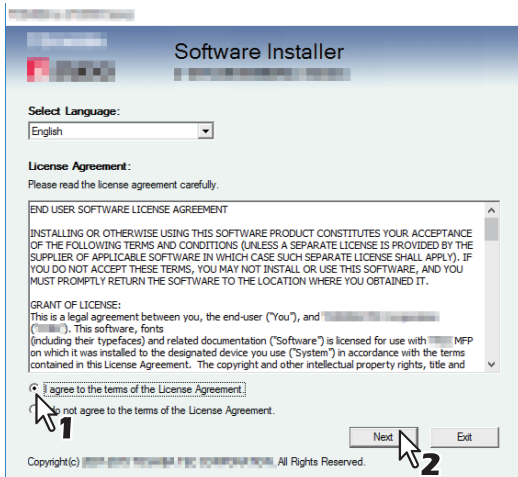 Software Installer
Select Language:
English
License Agreement:
Please read the license agreement carefully.
END USER SOFTWARE LICENSE AGREEMENT
INSTALLING OR OTHERWISE USING THIS SOFTWARE PRODUCT CONSTITUTES YOUR ACCEPTANCE
OF THE FOLLOWING TERMS AND CONDITIONS (UNLESS A SEPARATE LICENSE IS PROVIDED BY THE
SUPPLIER OF APPLICABLE SOFTWARE IN WHICH CASE SUCH SEPARATE LICENSE SHALL APPLY). IF
YOU DO NOT ACCEPT THESE TERMS, YOU MAY NOT INSTALL OR USE THIS SOFTWARE, AND YOU
MUST PROMPTLY RETURN THE SOFTWARE TO THE LOCATION WHERE YOU OBTAINED IT.
GRANT OF LICENSE:
This is a legal agreement between you, the end-user ("You"), and
("     "). This software, fonts
(including their typefaces) and related documentation ("Software") is licensed for use with MFP
on which it was installed to the designated device you use ("System") in accordance with the terms
contained in this License Agreement. The copyright and other intellectual property rights, title and
I agree to the terms of the License Agreement.
do not agree to the terms of the License Agreement.
1
Next Exit
2
Copyright(c) All Rights Reserved.